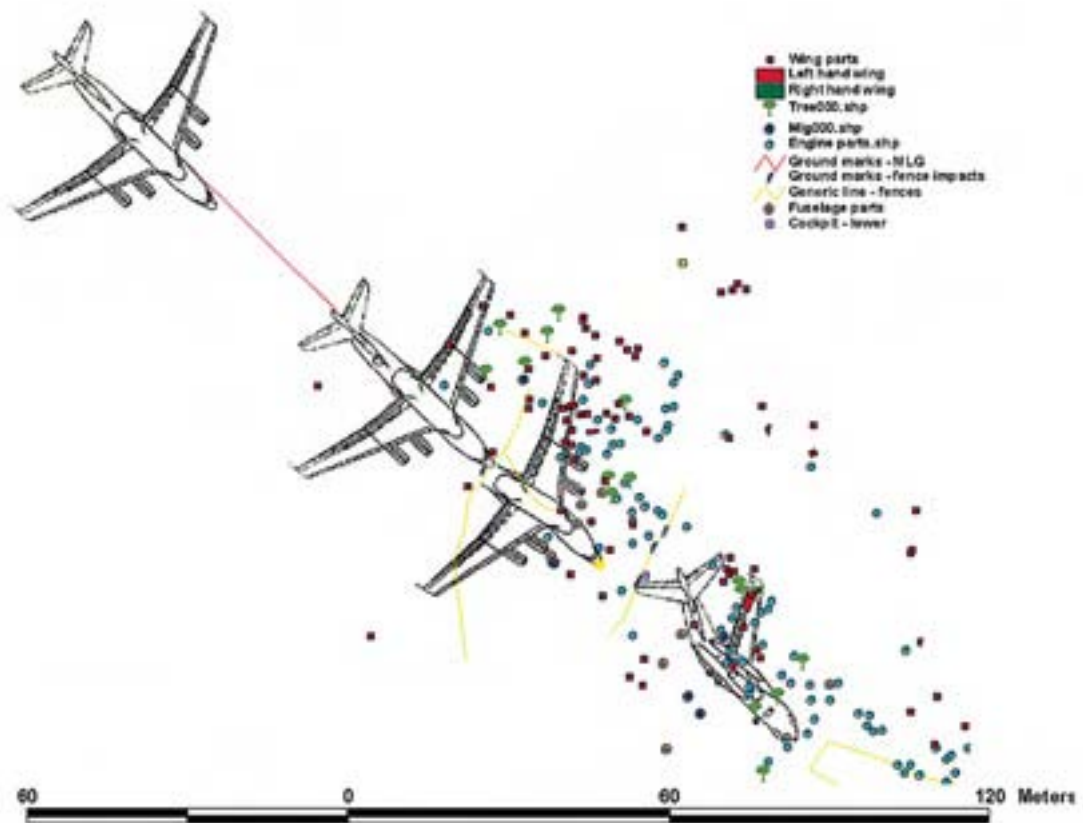 Wing parts
Left hand wing
Right hand wing
Tree000.shp
Mlg000.shp
Engine parts.shp
Ground marks - MLG
Ground marks - fence impacts
Generic line - fences
Fuselage parts
Cockpit - lower
60 0 60 120 Meters